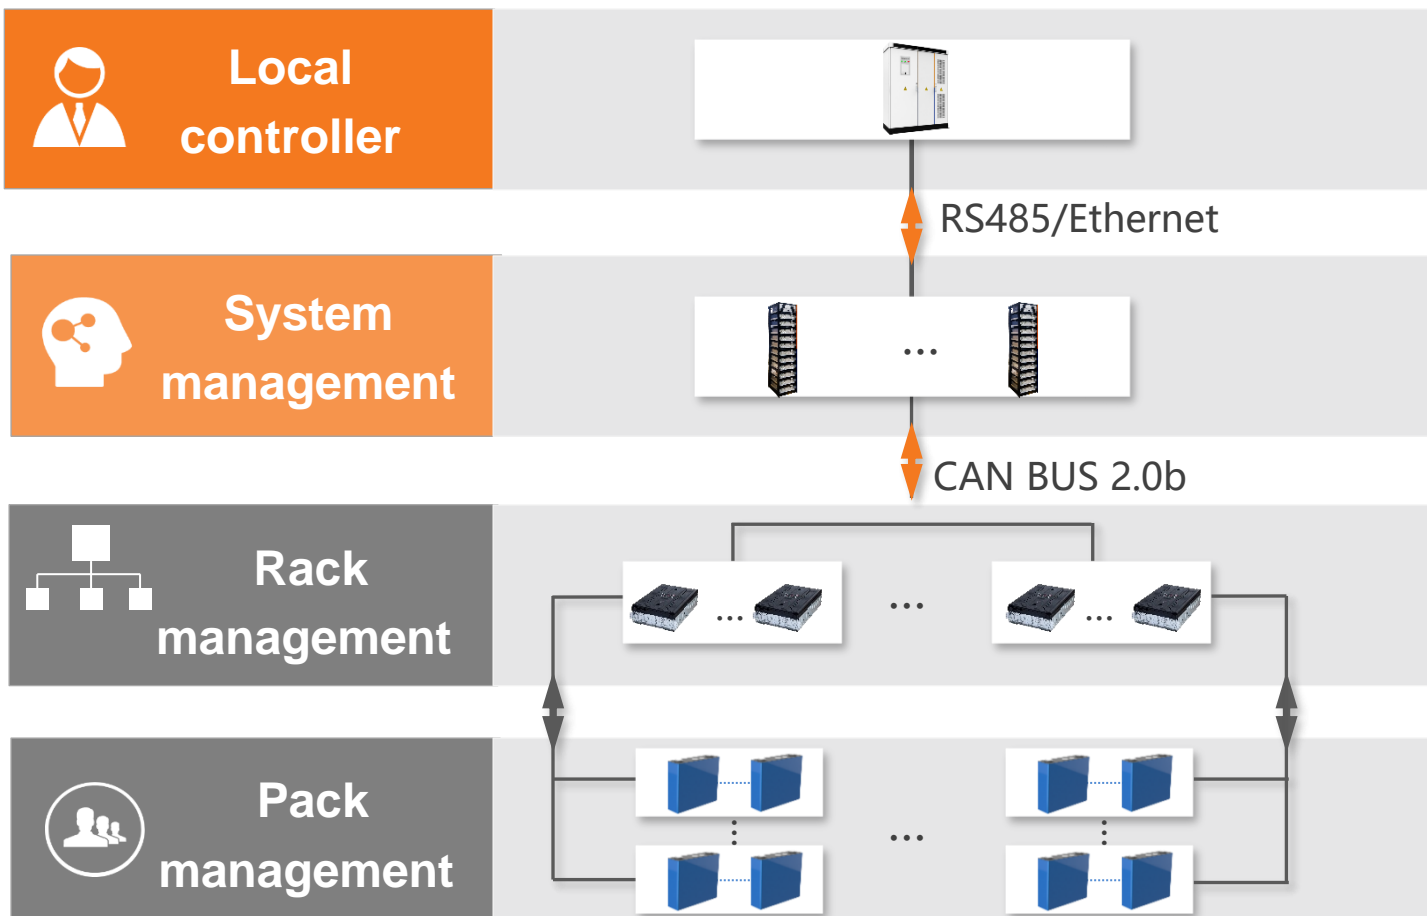 Local
controller
RS485/Ethernet
System
management
...
CAN BUS 2.0b
Rack
management
... ... ...
Pack
management
...